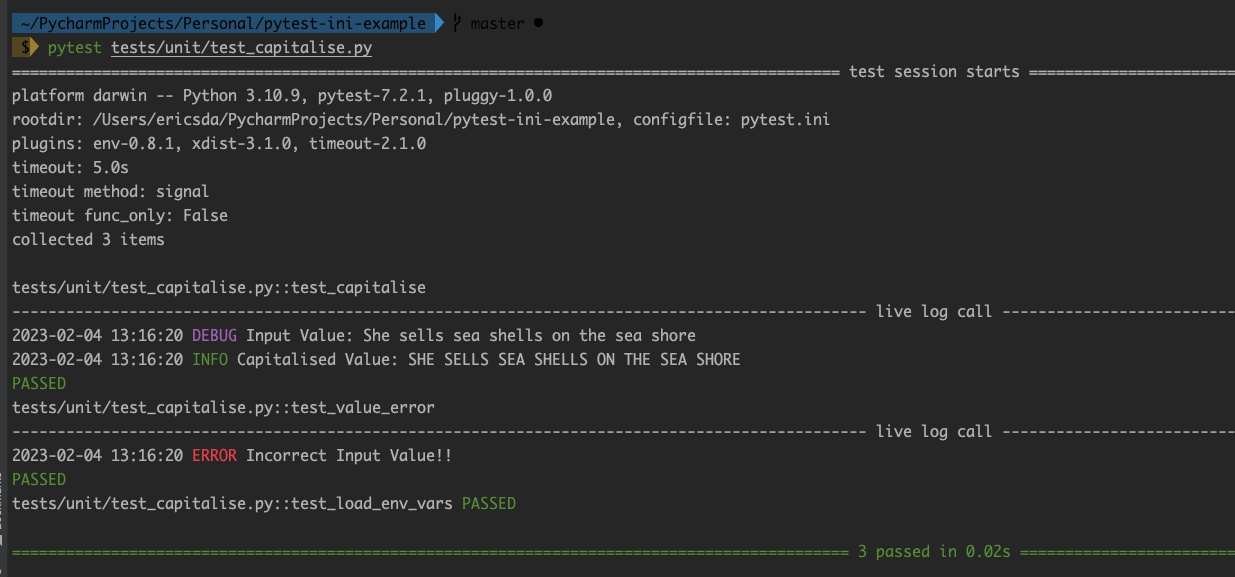 ~/PycharmProjects/Personal/pytest-ini-example master ●
$ pytest tests/unit/test_capitalise.py
============================================================================================ test session starts =======================
platform darwin -- Python 3.10.9, pytest-7.2.1, pluggy-1.0.0
rootdir: /Users/ericsda/PycharmProjects/Personal/pytest-ini-example, configfile: pytest.ini
plugins: env-0.8.1, xdist-3.1.0, timeout-2.1.0
timeout: 5.0s
timeout method: signal
timeout func_only: False
collected 3 items
tests/unit/test_capitalise.py::test_capitalise
----------------------------------------------------------------------------------------------- live log call --------------------------
2023-02-04 13:16:20 DEBUG Input Value: She sells sea shells on the sea shore
2023-02-04 13:16:20 INFO Capitalised Value: SHE SELLS SEA SHELLS ON THE SEA SHORE
PASSED
tests/unit/test_capitalise.py::test_value_error
----------------------------------------------------------------------------------------------- live log call --------------------------
2023-02-04 13:16:20 ERROR Incorrect Input Value!!
PASSED
tests/unit/test_capitalise.py::test_load_env_vars PASSED
============================================================================================= 3 passed in 0.02s ========================